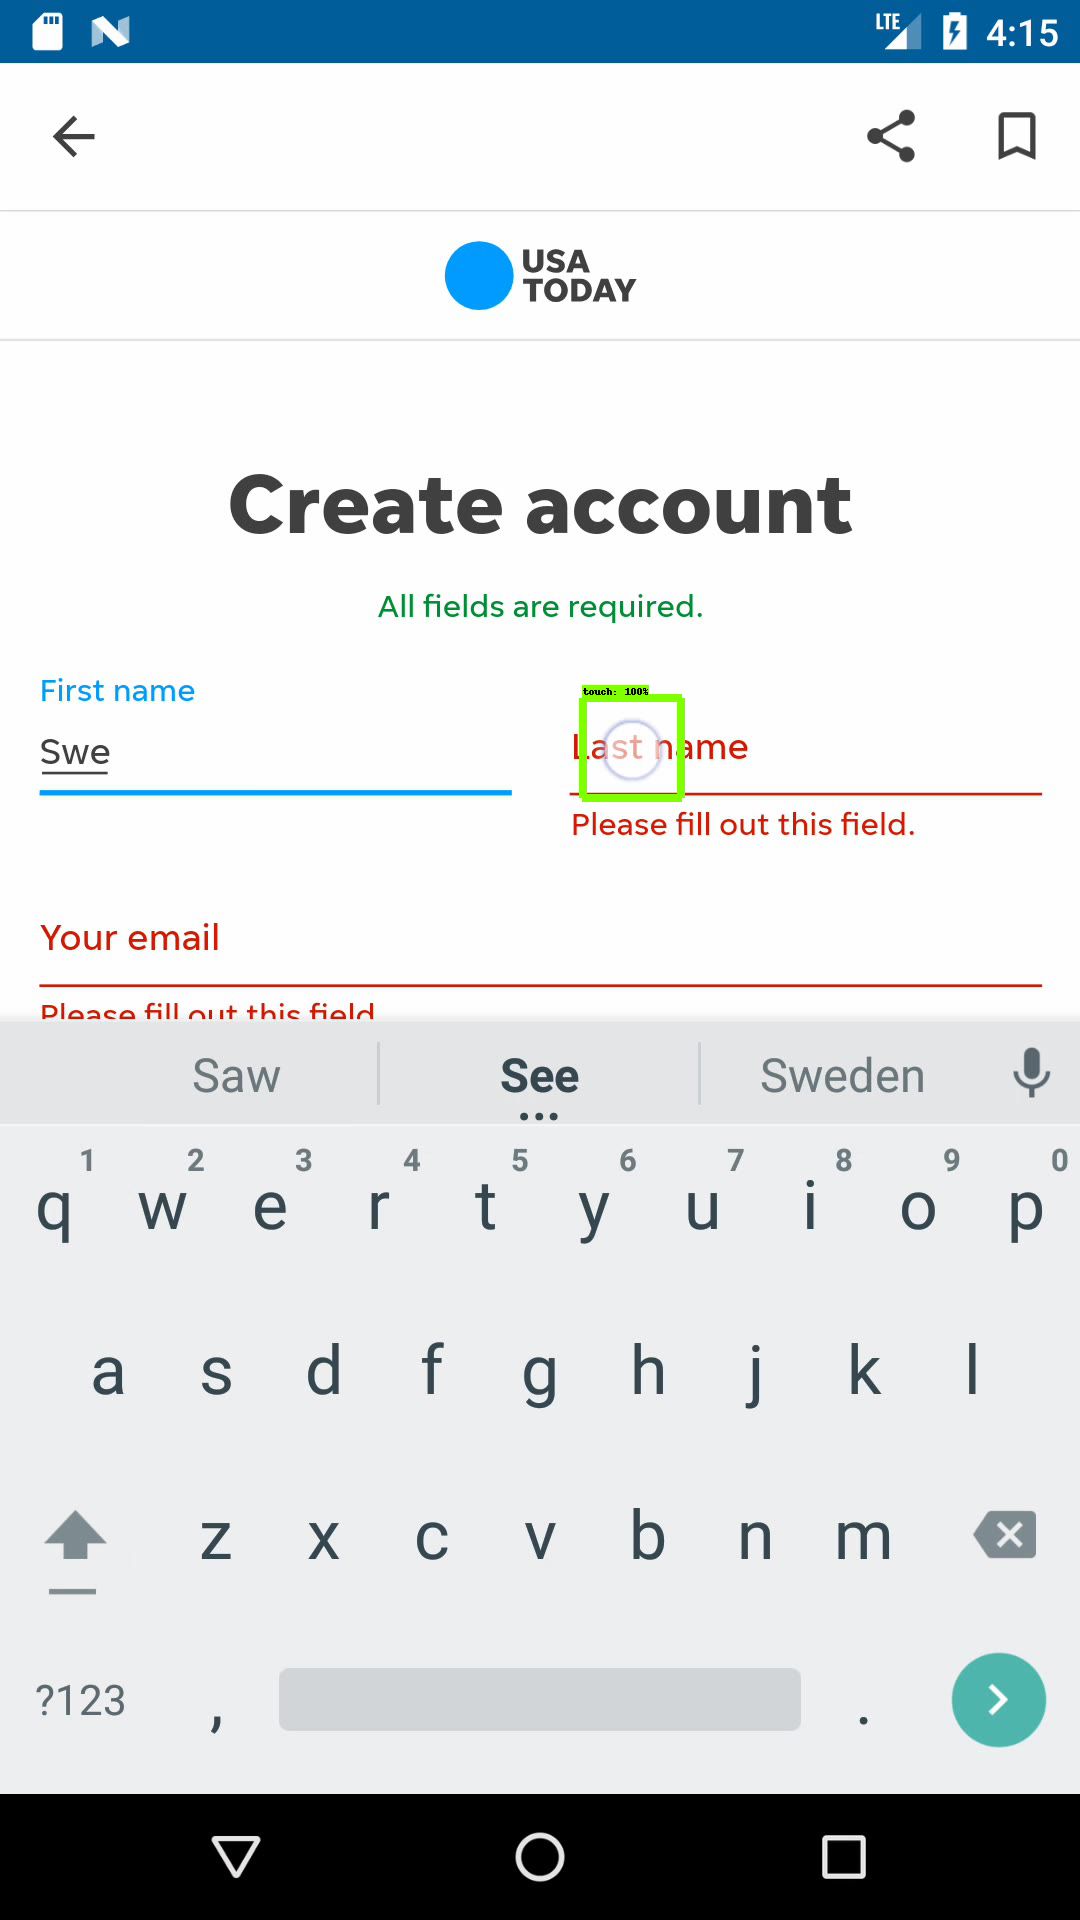 LTE 4:15
USA
TODAY
Create account
All fields are required.
First name
Swe
touch: 100%
Last name
Please fill out this field.
Your email
Please fill out this field.
Saw See Sweden
1 2 3 4 5 6 7 8 9 0
q w e r t y u i o p
a s d f g h j k l
z x c v b n m
?123 , .